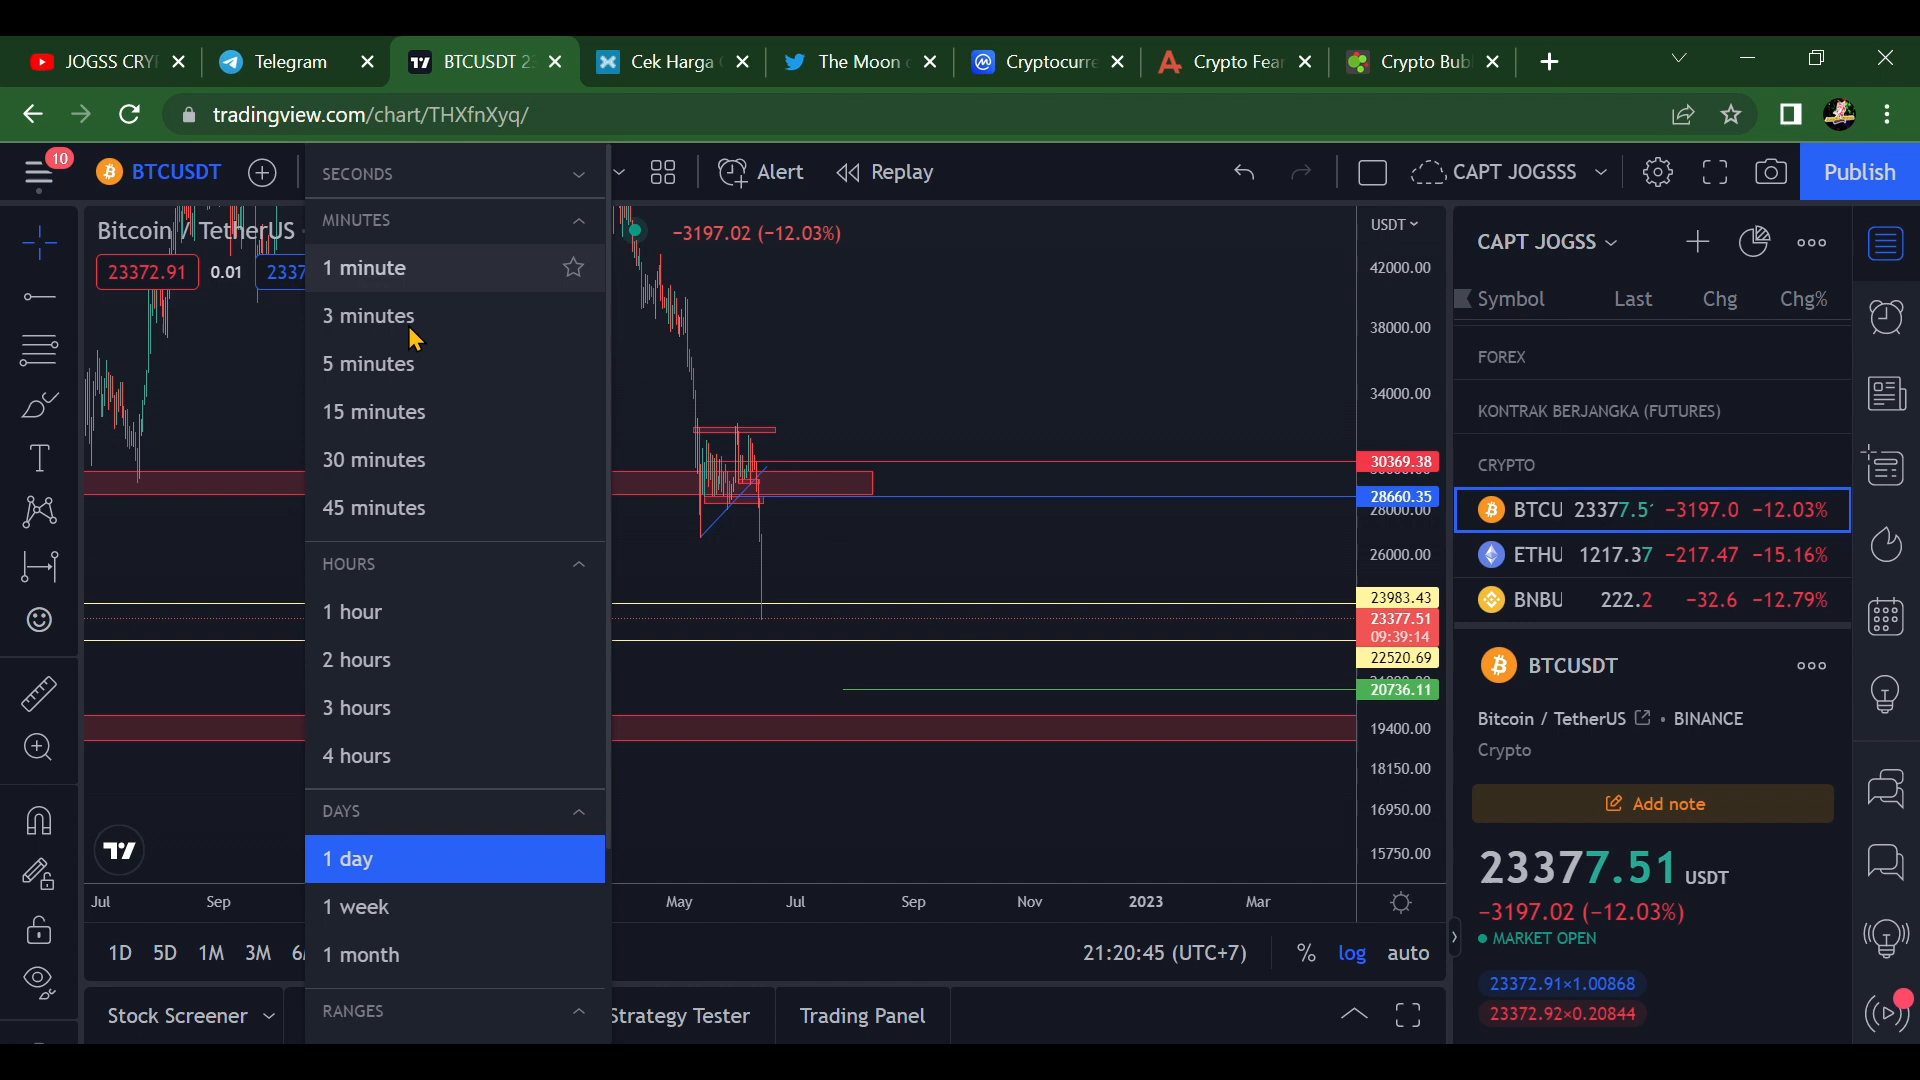 JOGSS CRY
Telegram
BTCUSDT 2
Cek Harga
The Moon
Cryptocurre
Crypto Fear
Crypto Bub
tradingview.com/chart/THXfnXyq/
10
BTCUSDT
Alert
Replay
CAPT JOGSSS
Publish
SECONDS
MINUTES
1 minute
3 minutes
5 minutes
15 minutes
30 minutes
45 minutes
HOURS
1 hour
2 hours
3 hours
4 hours
DAYS
1 day
1 week
1 month
RANGES
Bitcoin / TetherUS
−3197.02 (−12.03%)
23372.91
0.01
2337
USDT
42000.00
38000.00
34000.00
30369.38
28660.35
28000.00
26000.00
23983.43
23377.51
09:39:14
22520.69
20736.11
19400.00
18150.00
16950.00
15750.00
Jul
Sep
May
Jul
Sep
Nov
2023
Mar
1D 5D 1M 3M 6
21:20:45 (UTC+7)
%
log
auto
Stock Screener
Strategy Tester
Trading Panel
CAPT JOGSS
Symbol Last Chg Chg%
FOREX
KONTRAK BERJANGKA (FUTURES)
CRYPTO
BTCU 23377.5 −3197.0 −12.03%
ETHU 1217.37 −217.47 −15.16%
BNBU 222.2 −32.6 −12.79%
BTCUSDT
Bitcoin / TetherUS • BINANCE
Crypto
Add note
23377.51 USDT
−3197.02 (−12.03%)
MARKET OPEN
23372.91×1.00868
23372.92×0.20844